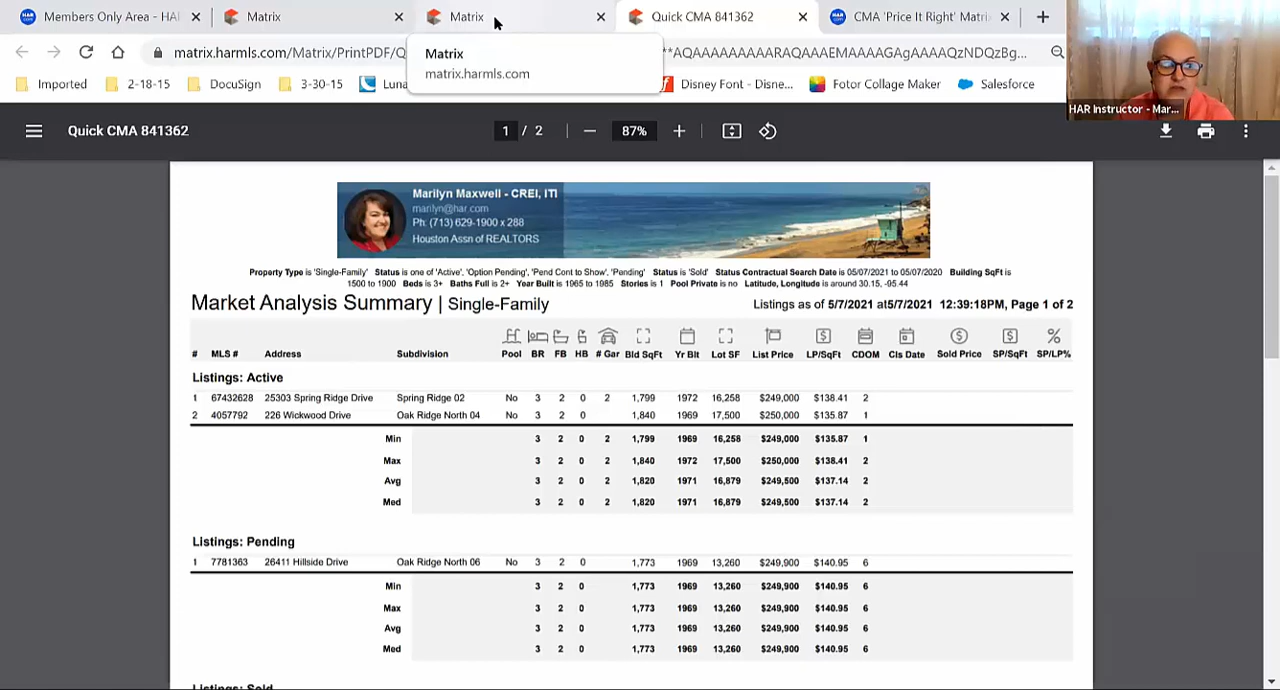 Members Only Area - HA
Matrix
Matrix
Quick CMA 841362
CMA 'Price It Right' Matri
matrix.harmls.com/Matrix/PrintPDF/Q
**AQAAAAAAAAARAQAAAEMAAAAGAgAAAAQzNDQzBg...
Matrix
matrix.harmls.com
Imported
2-18-15
DocuSign
3-30-15
Luna
Disney Font - Disne...
Fotor Collage Maker
Salesforce
HAR Instructor - Mar...
Quick CMA 841362
1 / 2
87%
Marilyn Maxwell - CREI, ITI
marilyn@har.com
Ph: (713) 629-1900 x 288
Houston Assn of REALTORS
Property Type is 'Single-Family' Status is one of 'Active', 'Option Pending', 'Pend Cont to Show', 'Pending' Status is 'Sold' Status Contractual Search Date is 05/07/2021 to 05/07/2020 Building SqFt is
1500 to 1900 Beds is 3+ Baths Full is 2+ Year Built is 1965 to 1985 Stories is 1 Pool Private is no Latitude, Longitude is around 30.15, -95.44
Market Analysis Summary | Single-Family
Listings as of 5/7/2021 at5/7/2021 12:39:18PM, Page 1 of 2
# MLS # Address Subdivision Pool BR FB HB # Gar Bld SqFt Yr Blt Lot SF List Price LP/SqFt CDOM Cls Date Sold Price SP/SqFt SP/LP%
Listings: Active
1 67432628 25303 Spring Ridge Drive Spring Ridge 02 No 3 2 0 2 1,799 1972 16,258 $249,000 $138.41 2
2 4057792 226 Wickwood Drive Oak Ridge North 04 No 3 2 0 1,840 1969 17,500 $250,000 $135.87 1
Min 3 2 0 2 1,799 1969 16,258 $249,000 $135.87 1
Max 3 2 0 2 1,840 1972 17,500 $250,000 $138.41 2
Avg 3 2 0 2 1,820 1971 16,879 $249,500 $137.14 2
Med 3 2 0 2 1,820 1971 16,879 $249,500 $137.14 2
Listings: Pending
1 7781363 26411 Hillside Drive Oak Ridge North 06 No 3 2 0 1,773 1969 13,260 $249,900 $140.95 6
Min 3 2 0 1,773 1969 13,260 $249,900 $140.95 6
Max 3 2 0 1,773 1969 13,260 $249,900 $140.95 6
Avg 3 2 0 1,773 1969 13,260 $249,900 $140.95 6
Med 3 2 0 1,773 1969 13,260 $249,900 $140.95 6
Listings: Sold